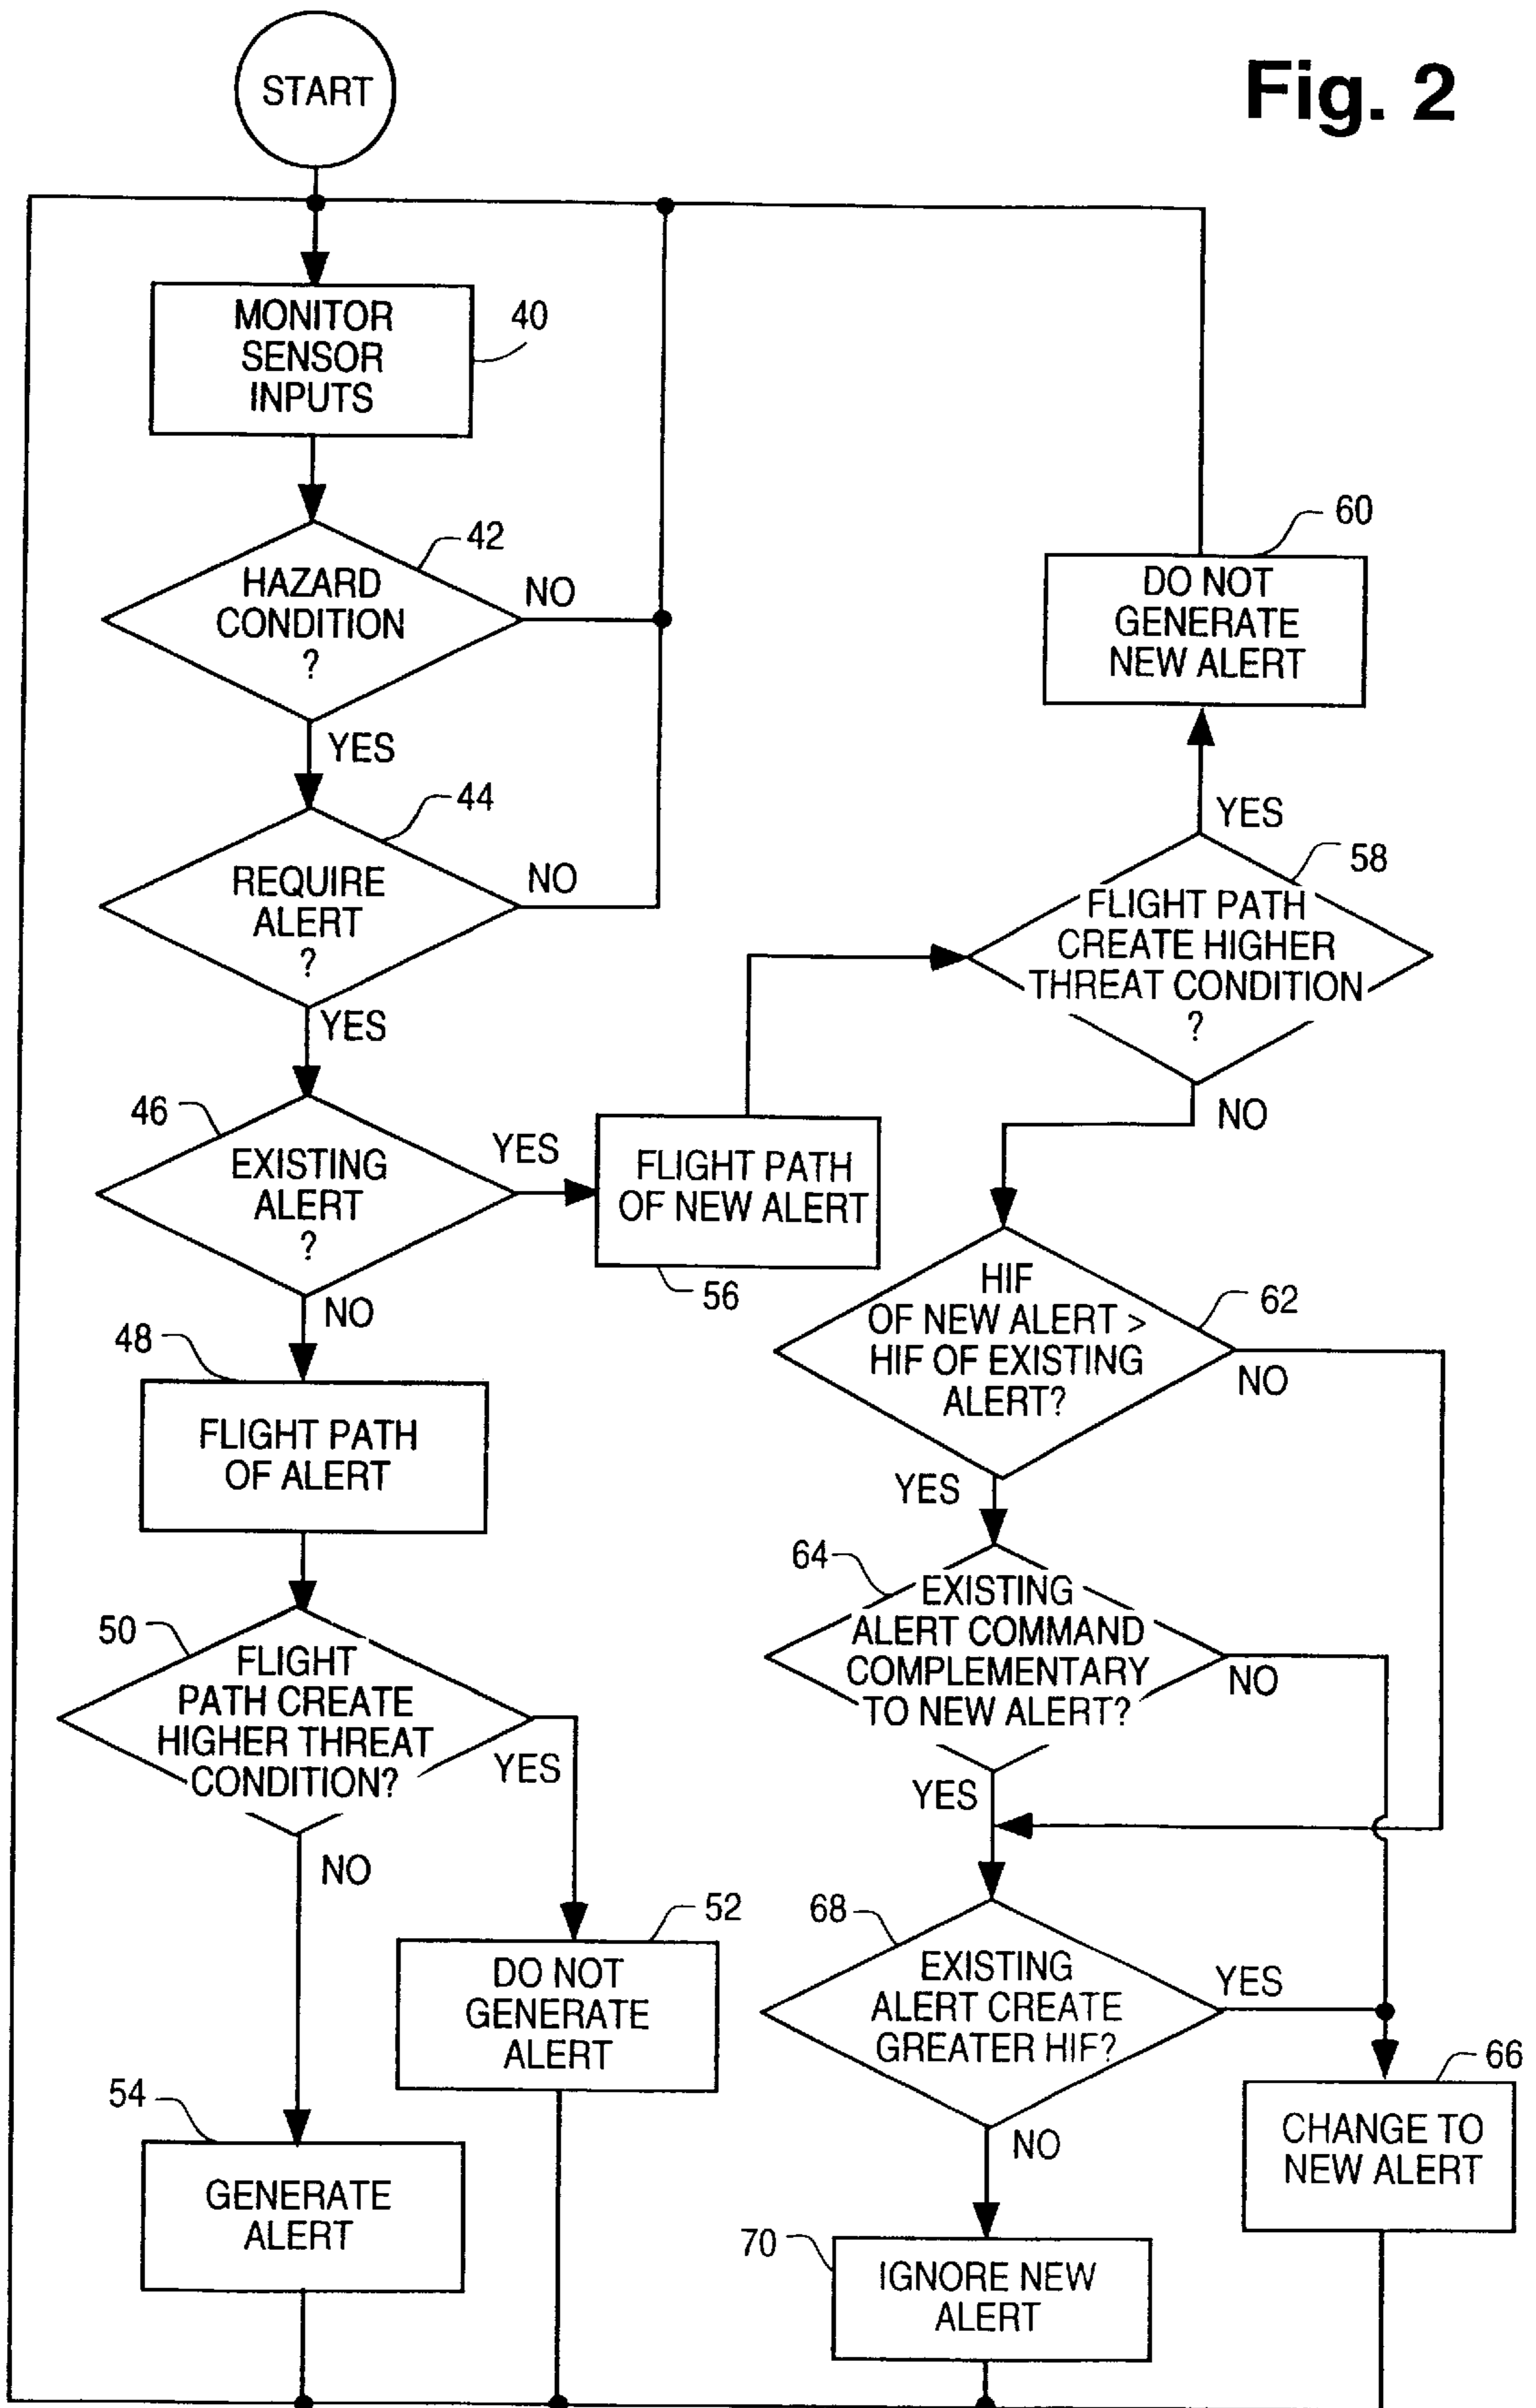 START
Fig. 2
MONITOR
SENSOR
INPUTS
40
HAZARD
CONDITION
?
42
NO
YES
REQUIRE
ALERT
?
44
NO
YES
46
EXISTING
ALERT
?
YES
NO
FLIGHT PATH
OF NEW ALERT
56
48
FLIGHT PATH
OF ALERT
50
FLIGHT
PATH CREATE
HIGHER THREAT
CONDITION?
YES
NO
52
DO NOT
GENERATE
ALERT
54
GENERATE
ALERT
60
DO NOT
GENERATE
NEW ALERT
YES
58
FLIGHT PATH
CREATE HIGHER
THREAT CONDITION
?
NO
HIF
OF NEW ALERT >
HIF OF EXISTING
ALERT?
62
NO
YES
64
EXISTING
ALERT COMMAND
COMPLEMENTARY
TO NEW ALERT?
NO
YES
68
EXISTING
ALERT CREATE
GREATER HIF?
YES
NO
66
CHANGE TO
NEW ALERT
70
IGNORE NEW
ALERT